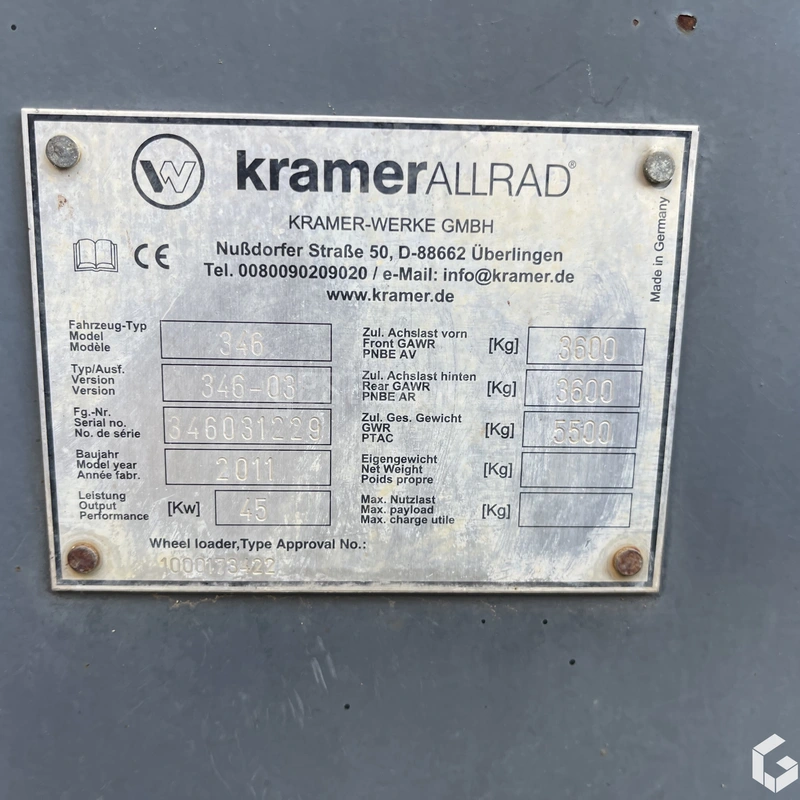 kramerALLRAD®
KRAMER-WERKE GMBH
Nußdorfer Straße 50, D-88662 Überlingen
Tel. 0080090209020 / e-Mail: info@kramer.de
www.kramer.de
CE
Made in Germany
Fahrzeug-Typ
Model
Modèle
346
Typ/Ausf.
Version
Version
346-03
Fg.-Nr.
Serial no.
No. de série
346031229
Baujahr
Model year
Année fabr.
2011
Leistung
Output
Performance
[Kw]
45
Zul. Achslast vorn
Front GAWR
PNBE AV
[Kg]
3600
Zul. Achslast hinten
Rear GAWR
PNBE AR
[Kg]
3600
Zul. Ges. Gewicht
GWR
PTAC
[Kg]
5500
Eigengewicht
Net Weight
Poids propre
[Kg]
Max. Nutzlast
Max. payload
Max. charge utile
[Kg]
Wheel loader,Type Approval No.: